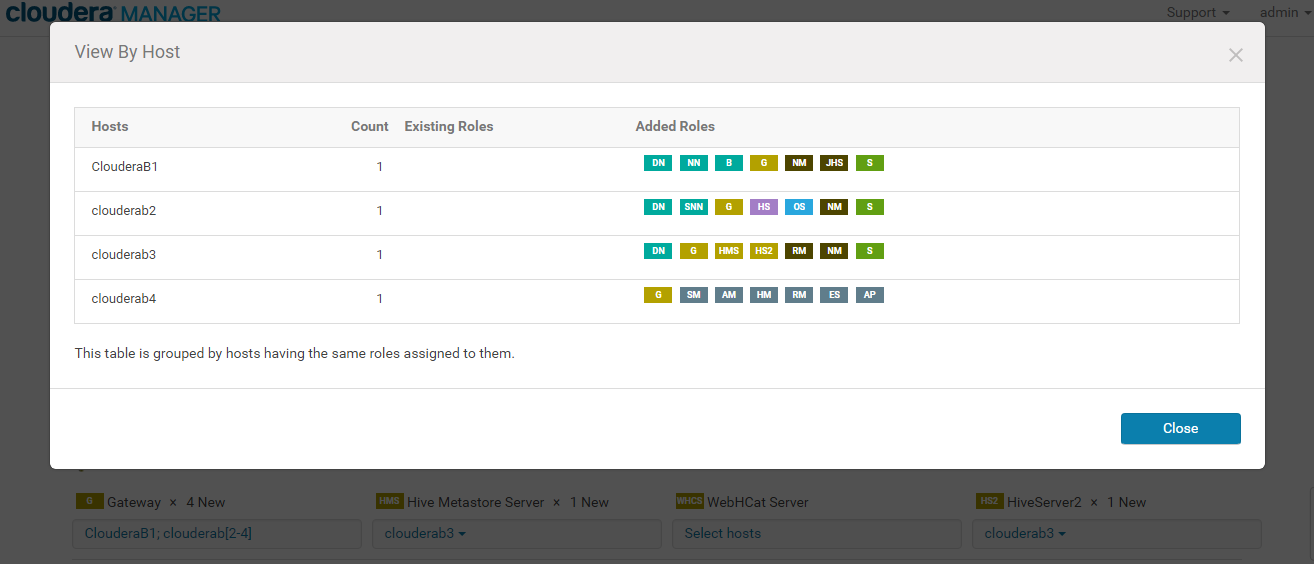 cloudera MANAGER Support admin
View By Host
Hosts Count Existing Roles Added Roles
ClouderaB1 1 DN NN B G NM JHS S
clouderab2 1 DN SNN G HS OS NM S
clouderab3 1 DN G HMS HS2 RM NM S
clouderab4 1 G SM AM HM RM ES AP
This table is grouped by hosts having the same roles assigned to them.
Close
G Gateway × 4 New HMS Hive Metastore Server × 1 New WHCS WebHCat Server HS2 HiveServer2 × 1 New
ClouderaB1; clouderab[2-4] clouderab3 Select hosts clouderab3